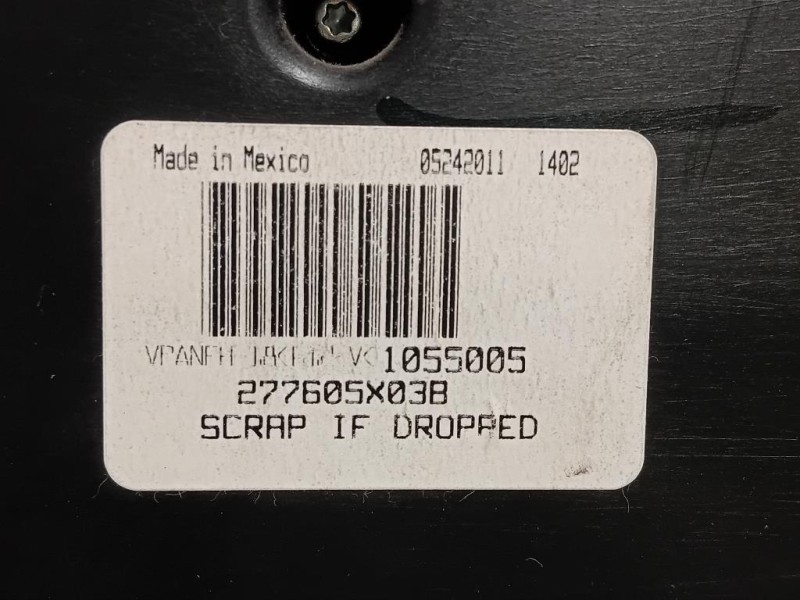 Made in Mexico 05242011 1402
1055005
277605X03B
SCRAP IF DROPPED